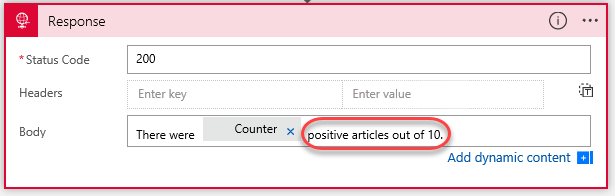 Response
* Status Code 200
Headers Enter key Enter value
Body There were Counter × positive articles out of 10.
Add dynamic content